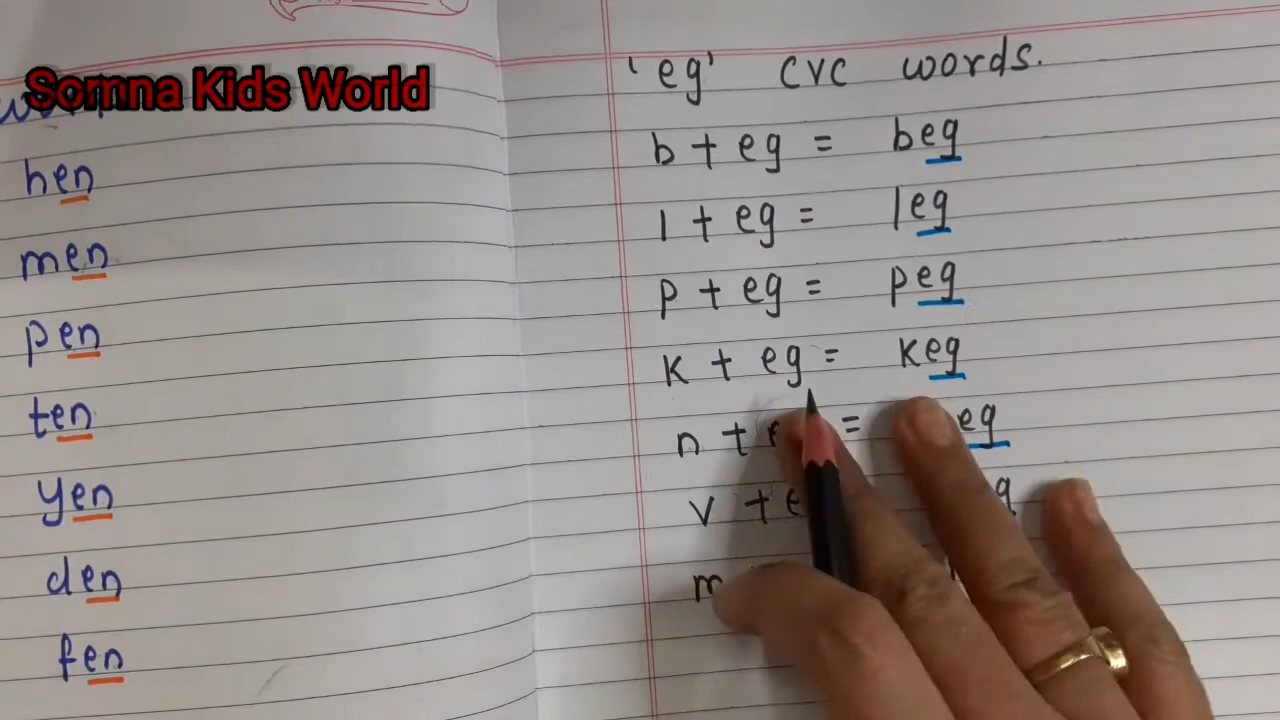 Somna Kids World
hen
men
pen
ten
yen
den
fen
'eg' cvc words.
b + eg = beg
l + eg = leg
p + eg = peg
k + eg = keg
n + = eg
v + e g
m